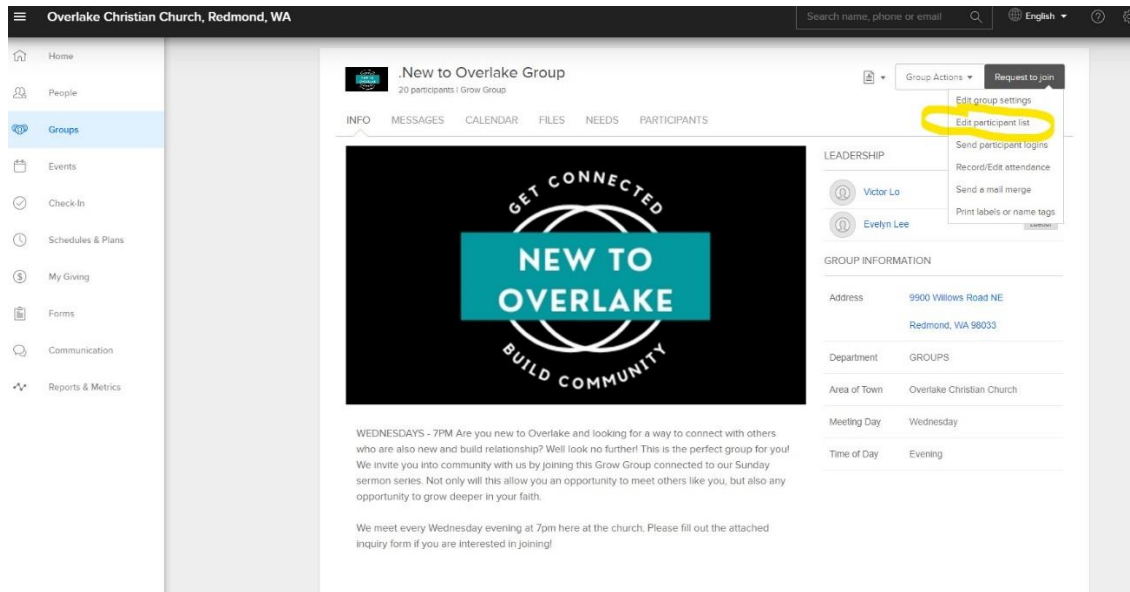 Overlake Christian Church, Redmond, WA
Search name, phone or email
English
Home
People
Groups
Events
Check-In
Schedules & Plans
My Giving
Forms
Communication
Reports & Metrics
.New to Overlake Group
20 participants | Grow Group
Group Actions
Request to join
Edit group settings
Edit participant list
Send participant logins
Record/Edit attendance
Send a mail merge
Print labels or name tags
INFO MESSAGES CALENDAR FILES NEEDS PARTICIPANTS
GET CONNECTED
NEW TO
OVERLAKE
BUILD COMMUNITY
WEDNESDAYS - 7PM Are you new to Overlake and looking for a way to connect with others
who are also new and build relationship? Well look no further! This is the perfect group for you!
We invite you into community with us by joining this Grow Group connected to our Sunday
sermon series. Not only will this allow you an opportunity to meet others like you, but also any
opportunity to grow deeper in your faith.
We meet every Wednesday evening at 7pm here at the church. Please fill out the attached
inquiry form if you are interested in joining!
LEADERSHIP
Victor Lo
Evelyn Lee
GROUP INFORMATION
Address 9900 Willows Road NE
Redmond, WA 98033
Department GROUPS
Area of Town Overlake Christian Church
Meeting Day Wednesday
Time of Day Evening